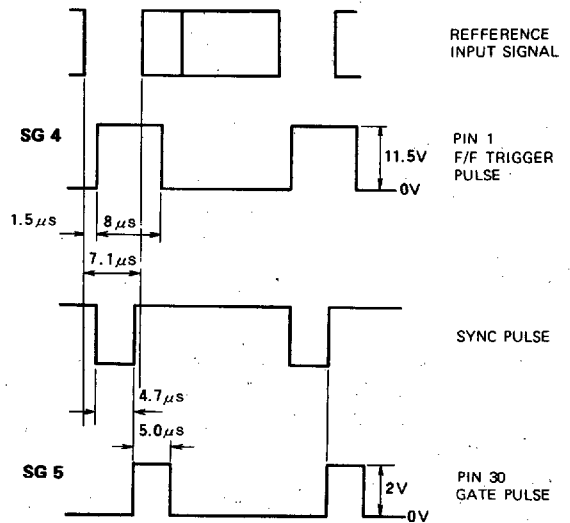 REFFERENCE
INPUT SIGNAL
SG 4
PIN 1
F/F TRIGGER
PULSE
11.5V
0V
1.5μs
8μs
7.1μs
SYNC PULSE
4.7μs
5.0μs
SG 5
PIN 30
GATE PULSE
2V
0V